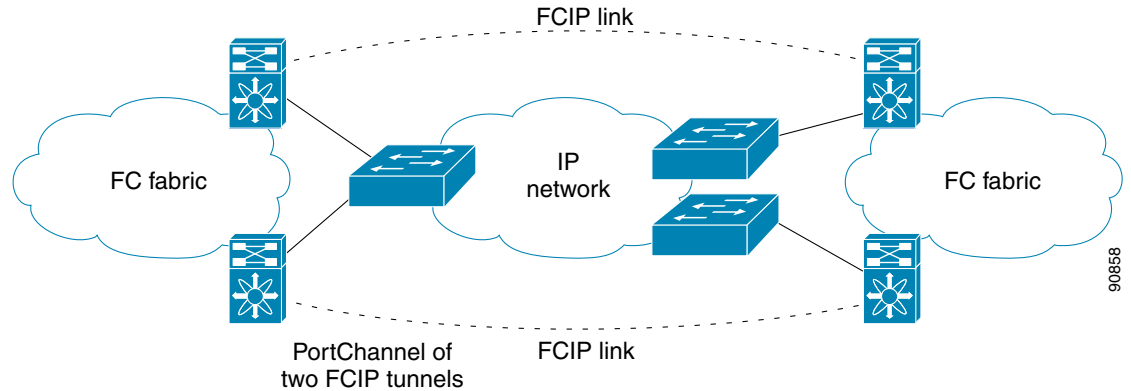 FCIP link
FC fabric
IP
network
FC fabric
90858
PortChannel of
two FCIP tunnels
FCIP link